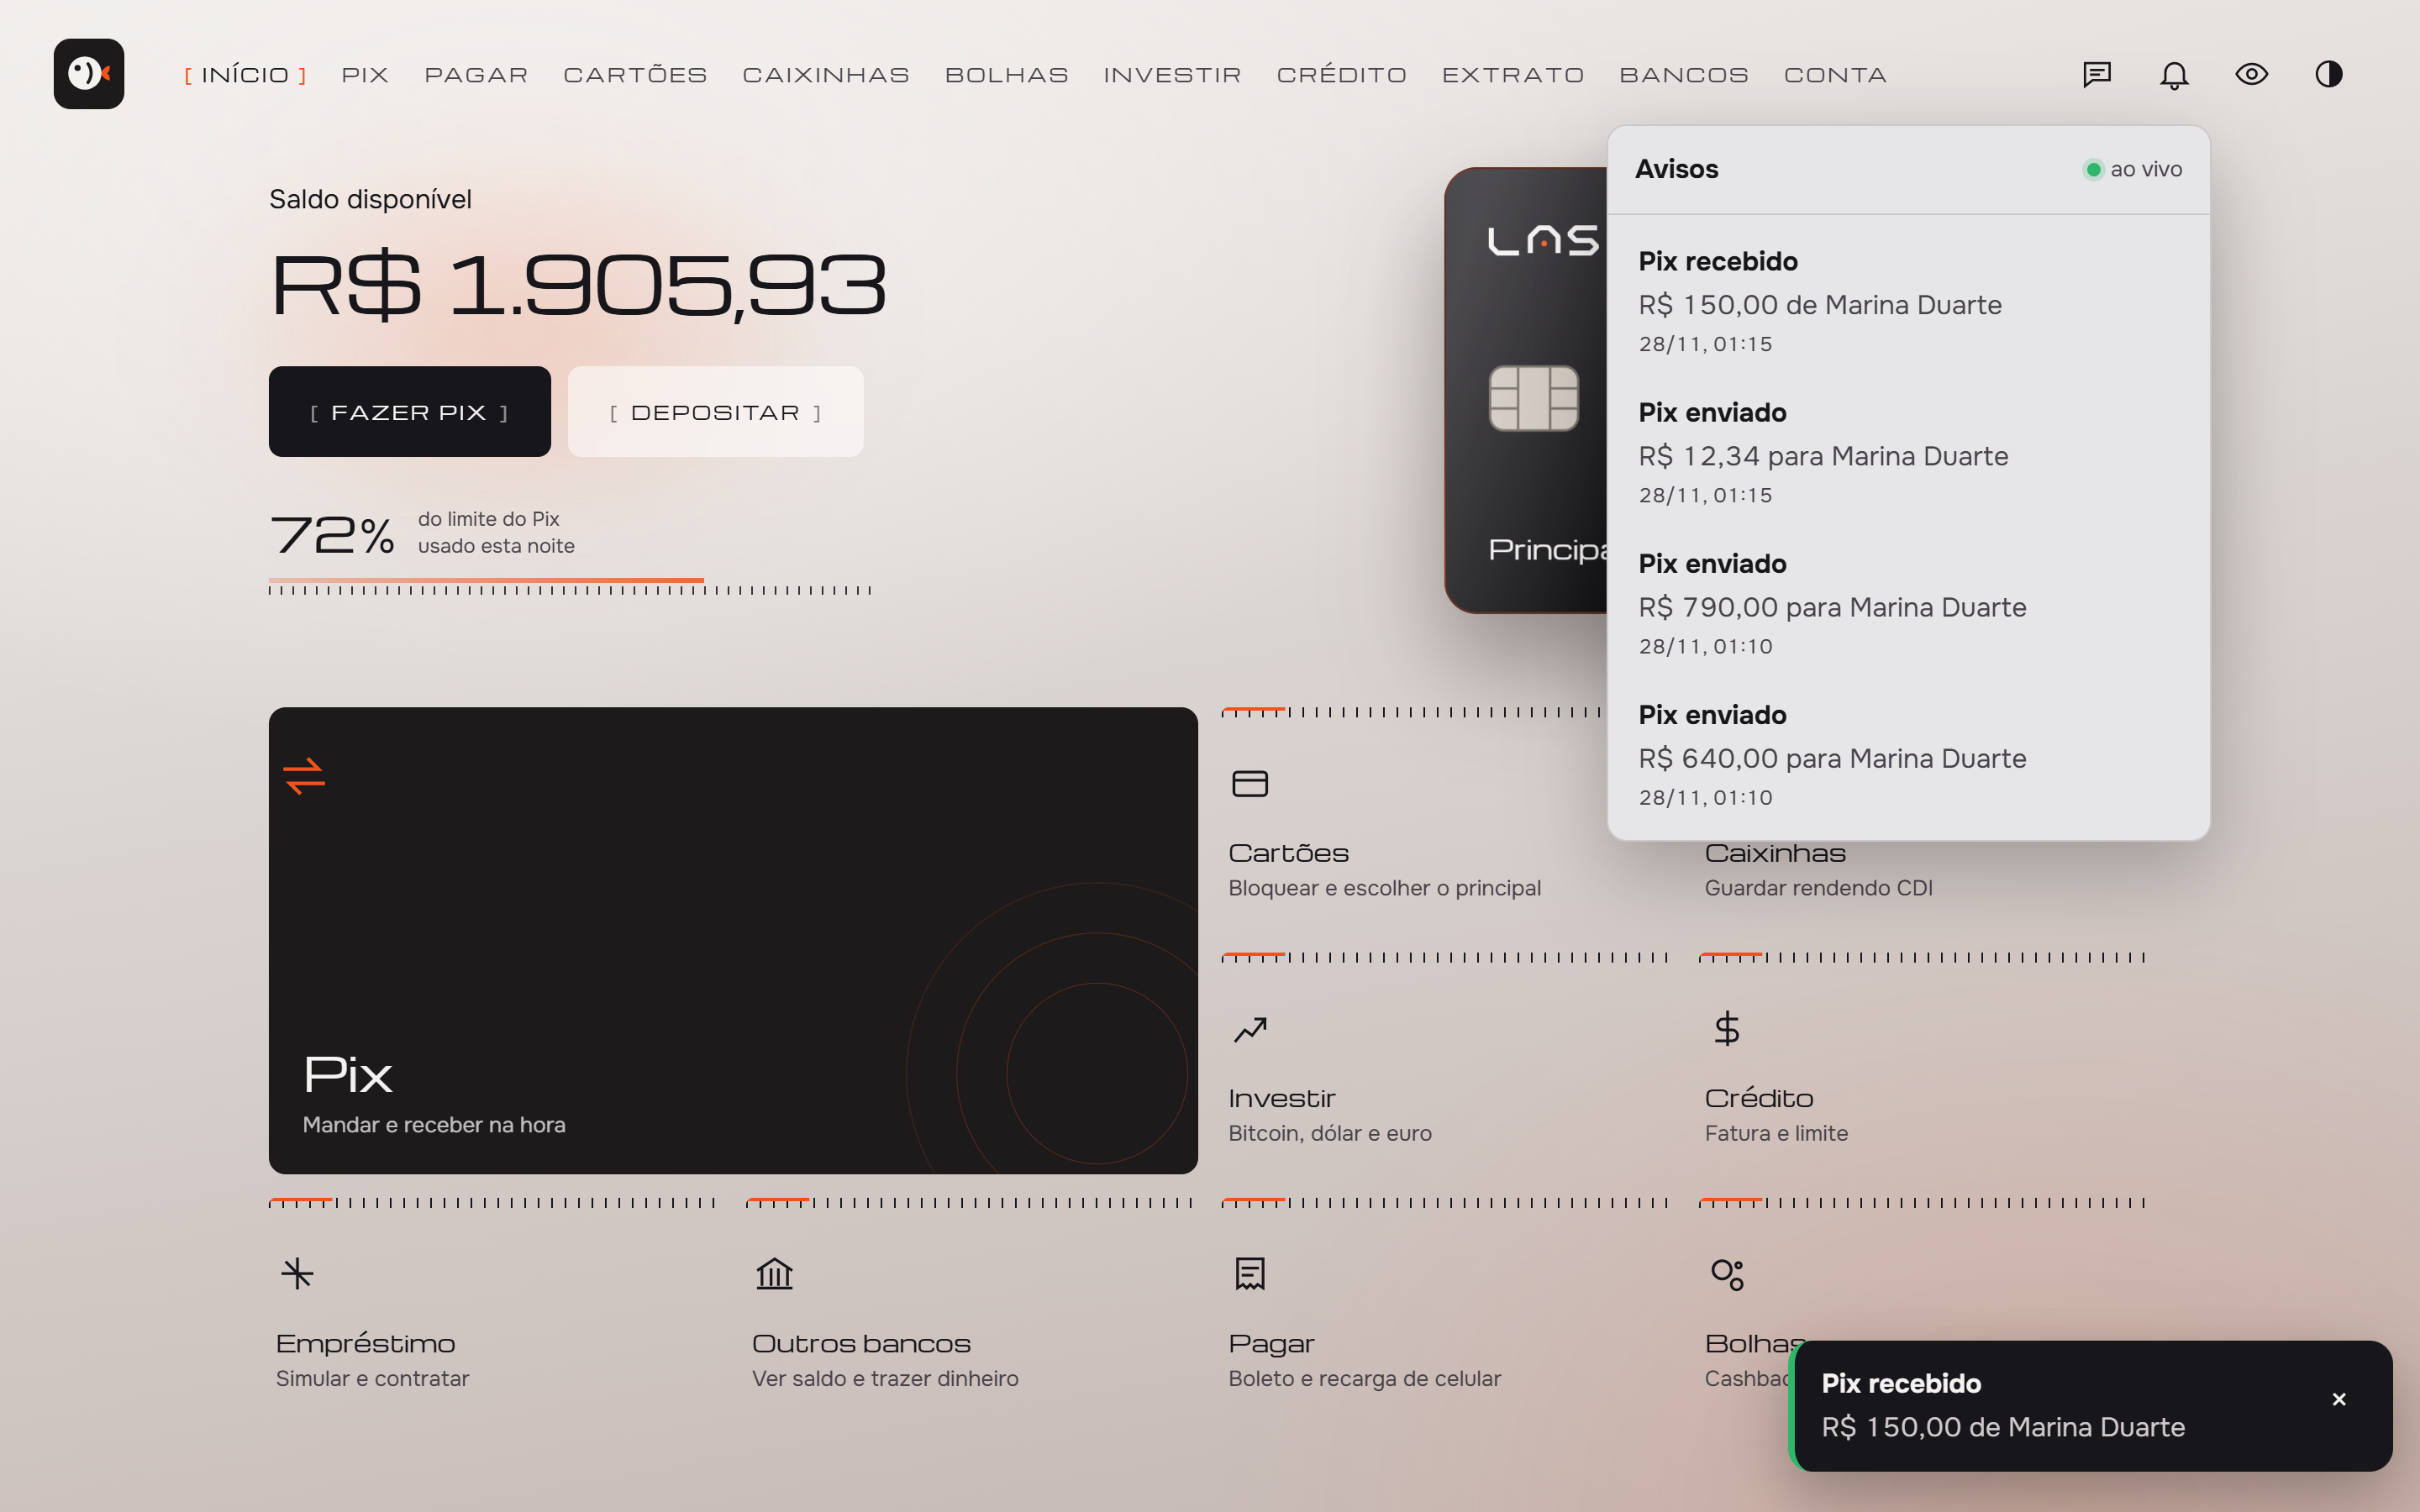 [ INÍCIO ] PIX PAGAR CARTÕES CAIXINHAS BOLHAS INVESTIR CRÉDITO EXTRATO BANCOS CONTA
Saldo disponível
R$ 1.905,93
[ FAZER PIX ] [ DEPOSITAR ]
72% do limite do Pix
usado esta noite
LAS
Principa
Avisos ao vivo
Pix recebido
R$ 150,00 de Marina Duarte
28/11, 01:15
Pix enviado
R$ 12,34 para Marina Duarte
28/11, 01:15
Pix enviado
R$ 790,00 para Marina Duarte
28/11, 01:10
Pix enviado
R$ 640,00 para Marina Duarte
28/11, 01:10
Pix
Mandar e receber na hora
Cartões
Bloquear e escolher o principal
Caixinhas
Guardar rendendo CDI
Investir
Bitcoin, dólar e euro
Crédito
Fatura e limite
Empréstimo
Simular e contratar
Outros bancos
Ver saldo e trazer dinheiro
Pagar
Boleto e recarga de celular
Bolhas
Cashbac
Pix recebido
R$ 150,00 de Marina Duarte